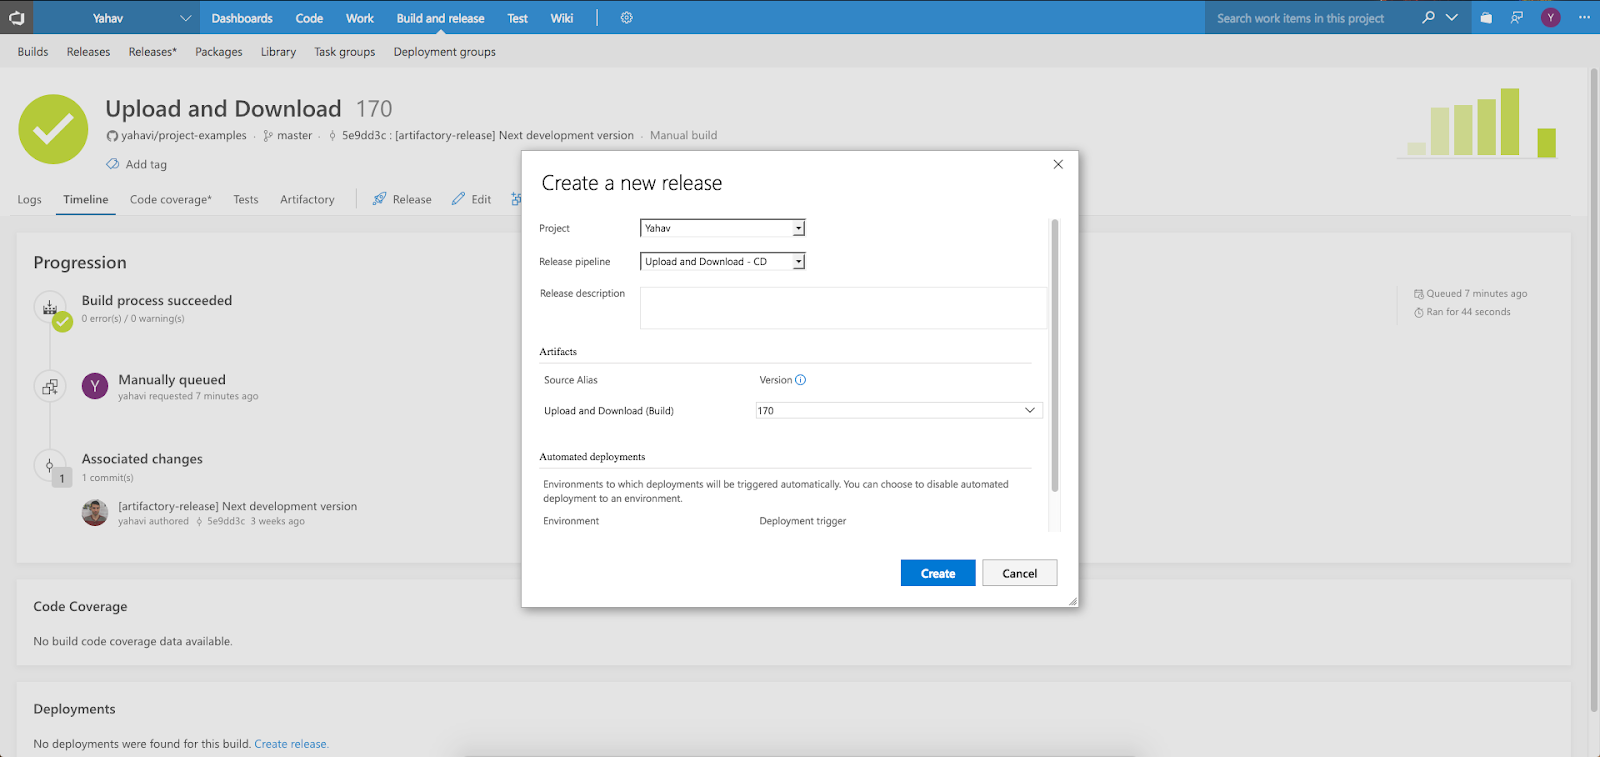 Yahav Dashboards Code Work Build and release Test Wiki Search work items in this project Y
Builds Releases Releases* Packages Library Task groups Deployment groups
Upload and Download 170
yahavi/project-examples · master · 5e9dd3c : [artifactory-release] Next development version · Manual build
Add tag
Logs Timeline Code coverage* Tests Artifactory Release Edit
Progression
Build process succeeded
0 error(s) / 0 warning(s)
Queued 7 minutes ago
Ran for 44 seconds
Y Manually queued
yahavi requested 7 minutes ago
Associated changes
1 1 commit(s)
[artifactory-release] Next development version
yahavi authored 5e9dd3c 3 weeks ago
Code Coverage
No build code coverage data available.
Deployments
No deployments were found for this build. Create release.
Create a new release
Project Yahav
Release pipeline Upload and Download - CD
Release description
Artifacts
Source Alias Version
Upload and Download (Build) 170
Automated deployments
Environments to which deployments will be triggered automatically. You can choose to disable automated
deployment to an environment.
Environment Deployment trigger
Create Cancel